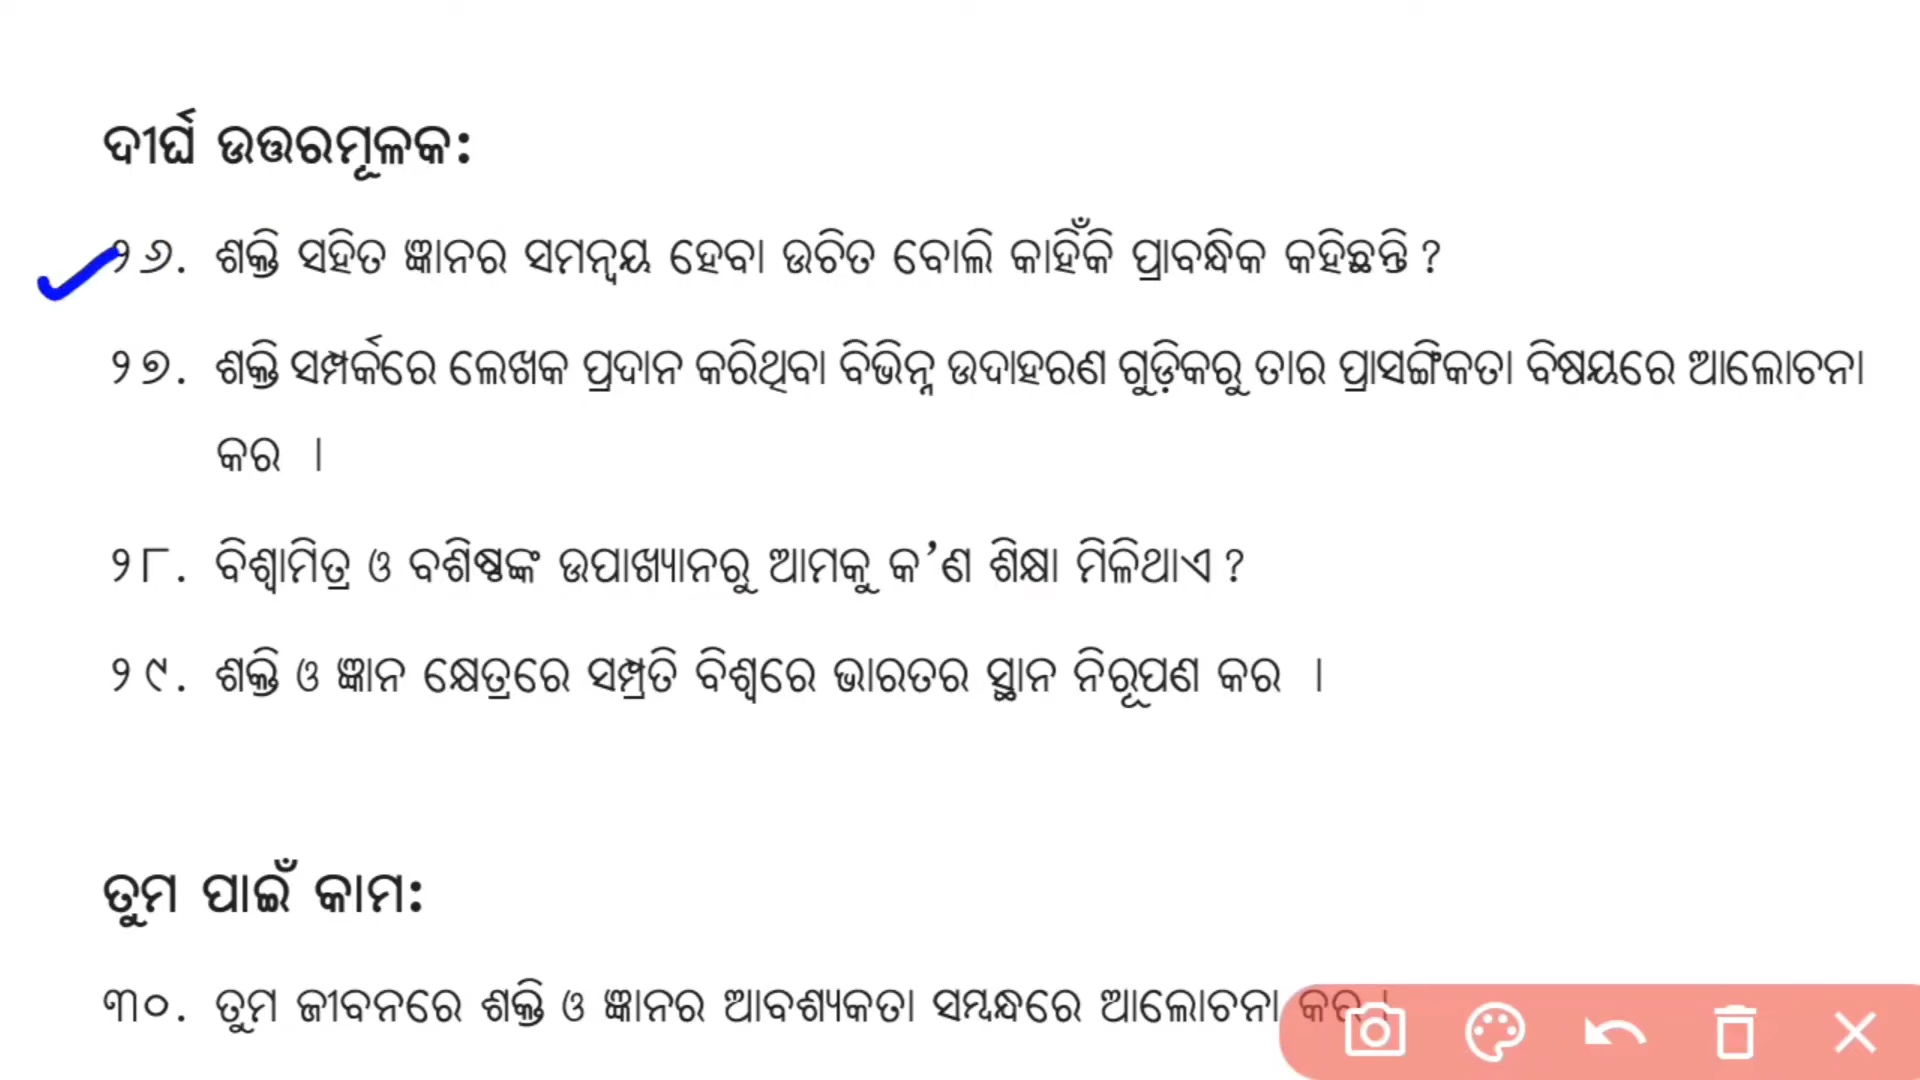 ଦୀର୍ଘ ଉତ୍ତରମୂଳକ:
୨୬. ଶକ୍ତି ସହିତ ଜ୍ଞାନର ସମନ୍ୱୟ ହେବା ଉଚିତ ବୋଲି କାହିଁକି ପ୍ରାବନ୍ଧିକ କହିଛନ୍ତି ?
୨୭. ଶକ୍ତି ସମ୍ପର୍କରେ ଲେଖକ ପ୍ରଦାନ କରିଥିବା ବିଭିନ୍ନ ଉଦାହରଣ ଗୁଡ଼ିକରୁ ତାର ପ୍ରାସଙ୍ଗିକତା ବିଷୟରେ ଆଲୋଚନା
କର ।
୨୮. ବିଶ୍ୱାମିତ୍ର ଓ ବଶିଷ୍ଠଙ୍କ ଉପାଖ୍ୟାନରୁ ଆମକୁ କ’ଣ ଶିକ୍ଷା ମିଳିଥାଏ ?
୨୯. ଶକ୍ତି ଓ ଜ୍ଞାନ କ୍ଷେତ୍ରରେ ସମ୍ପ୍ରତି ବିଶ୍ୱରେ ଭାରତର ସ୍ଥାନ ନିରୂପଣ କର ।
ତୁମ ପାଇଁ କାମ:
୩୦. ତୁମ ଜୀବନରେ ଶକ୍ତି ଓ ଜ୍ଞାନର ଆବଶ୍ୟକତା ସମ୍ବନ୍ଧରେ ଆଲୋଚନା କର ।